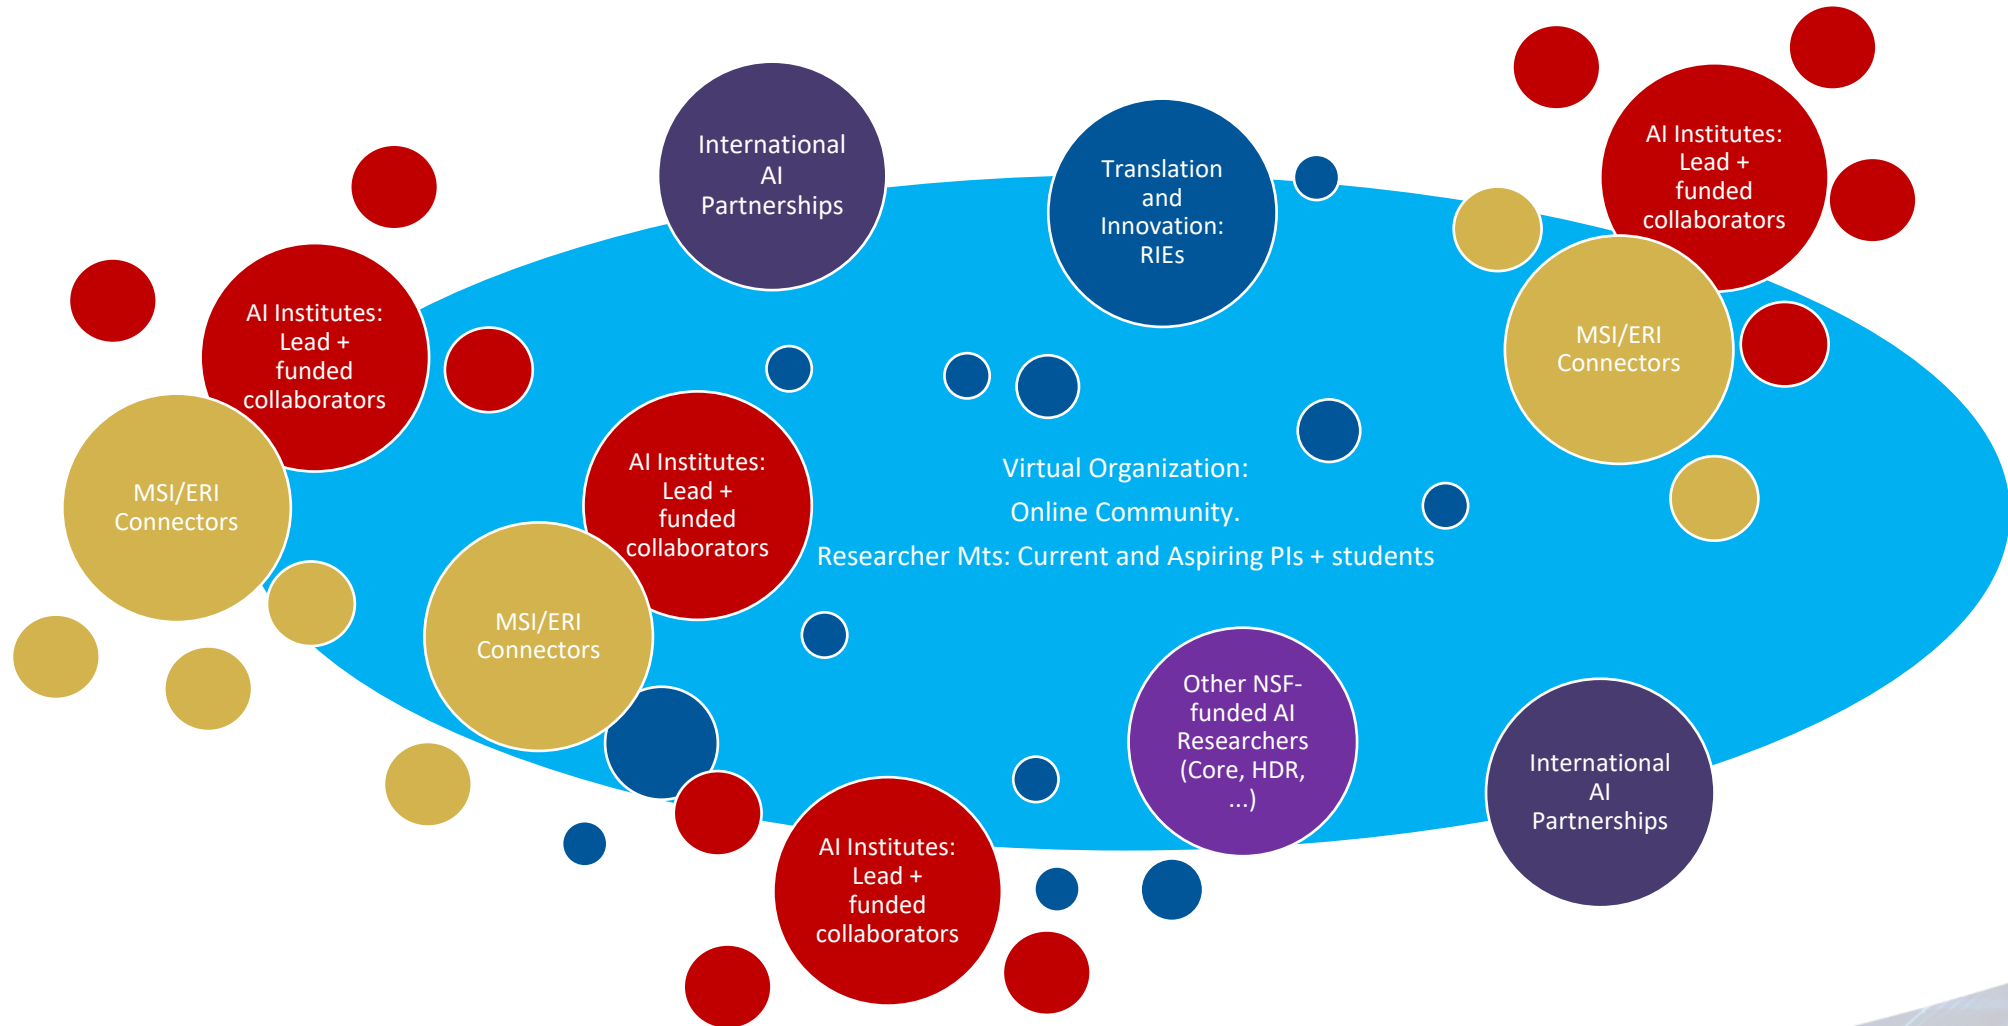 International
AI
Partnerships
Translation
and
Innovation:
RIEs
AI Institutes:
Lead +
funded
collaborators
AI Institutes:
Lead +
funded
collaborators
MSI/ERI
Connectors
MSI/ERI
Connectors
AI Institutes:
Lead +
funded
collaborators
Virtual Organization:
Online Community.
Researcher Mts: Current and Aspiring PIs + students
MSI/ERI
Connectors
Other NSF-
funded AI
Researchers
(Core, HDR,
...)
International
AI
Partnerships
AI Institutes:
Lead +
funded
collaborators